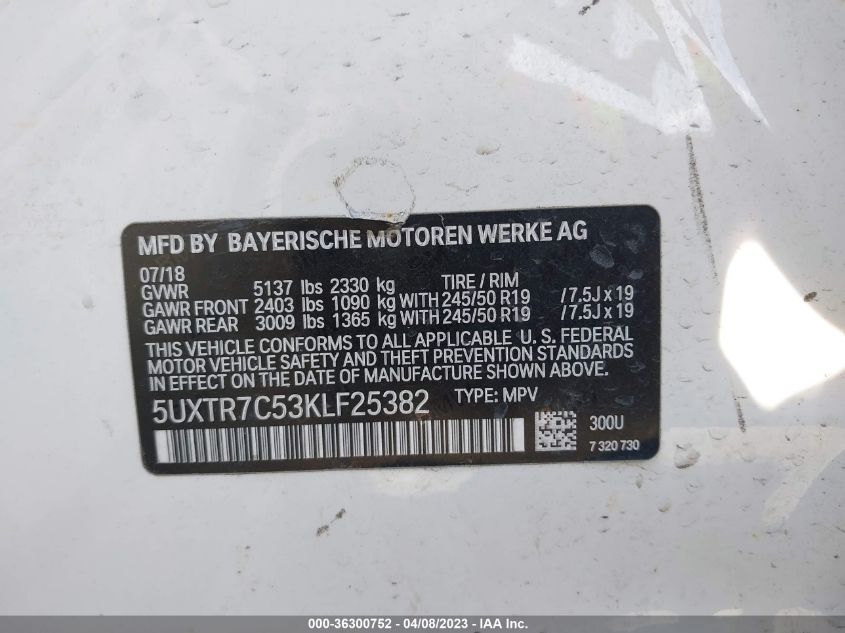 MFD BY BAYERISCHE MOTOREN WERKE AG
07/18
GVWR 5137 lbs 2330 kg TIRE / RIM
GAWR FRONT 2403 lbs 1090 kg WITH 245/50 R19 / 7.5J x 19
GAWR REAR 3009 lbs 1365 kg WITH 245/50 R19 / 7.5J x 19
THIS VEHICLE CONFORMS TO ALL APPLICABLE U. S. FEDERAL
MOTOR VEHICLE SAFETY AND THEFT PREVENTION STANDARDS
IN EFFECT ON THE DATE OF MANUFACTURE SHOWN ABOVE.
5UXTR7C53KLF25382 TYPE: MPV
300U
7 320 730
000-36300752 - 04/08/2023 - IAA Inc.